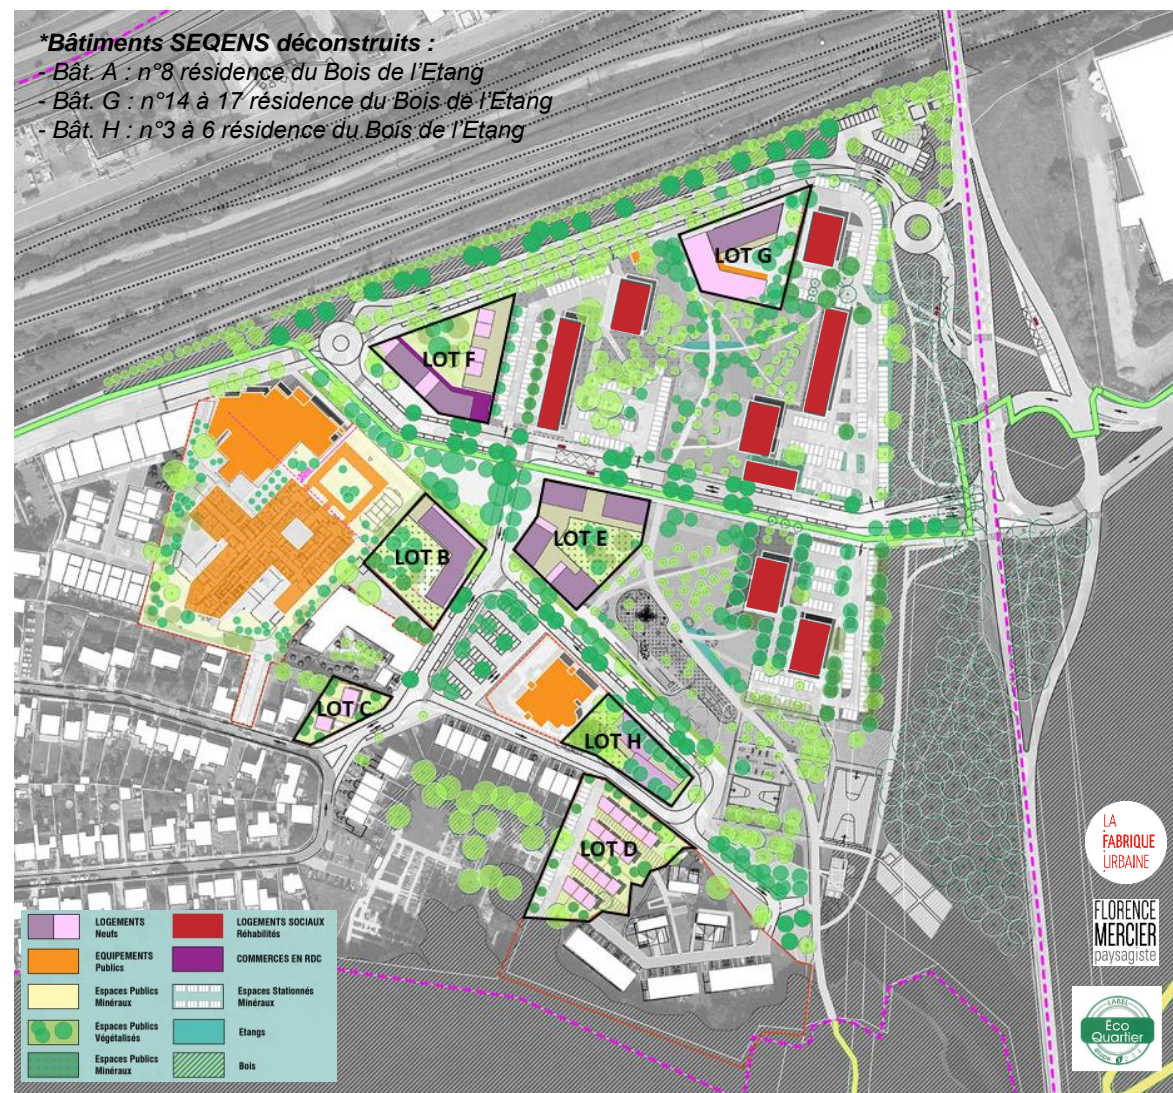 *Bâtiments SEQENS déconstruits :
- Bât. A : n°8 résidence du Bois de l'Etang
- Bât. G : n°14 à 17 résidence du Bois de l'Etang
- Bât. H : n°3 à 6 résidence du Bois de l'Etang
LOT G
LOT F
LOT E
LOT B
LOT C
LOT H
LOT D
LA
FABRIQUE
URBAINE
FLORENCE
MERCIER
paysagiste
LABEL
Éco
Quartier
étape
LOGEMENTS
Neufs
LOGEMENTS SOCIAUX
Réhabilités
EQUIPEMENTS
Publics
COMMERCES EN RDC
Espaces Publics
Minéraux
Espaces Stationnés
Minéraux
Espaces Publics
Végétalisés
Etangs
Espaces Publics
Minéraux
Bois